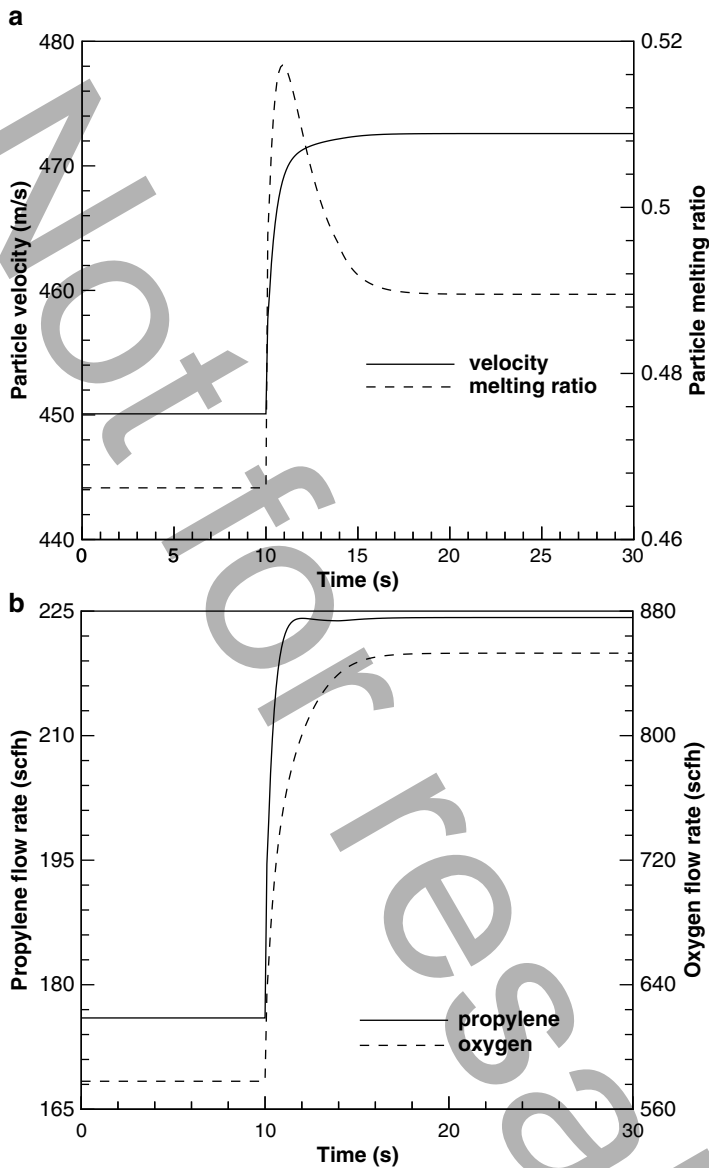 a
480
470
460
450
440
Particle velocity (m/s)
0.52
0.5
0.48
0.46
Particle melting ratio
velocity
melting ratio
0
5
10
15
20
25
30
Time (s)
b
225
210
195
180
165
Propylene flow rate (scfh)
880
800
720
640
560
Oxygen flow rate (scfh)
propylene
oxygen
0
10
20
30
Time (s)
Not for resa